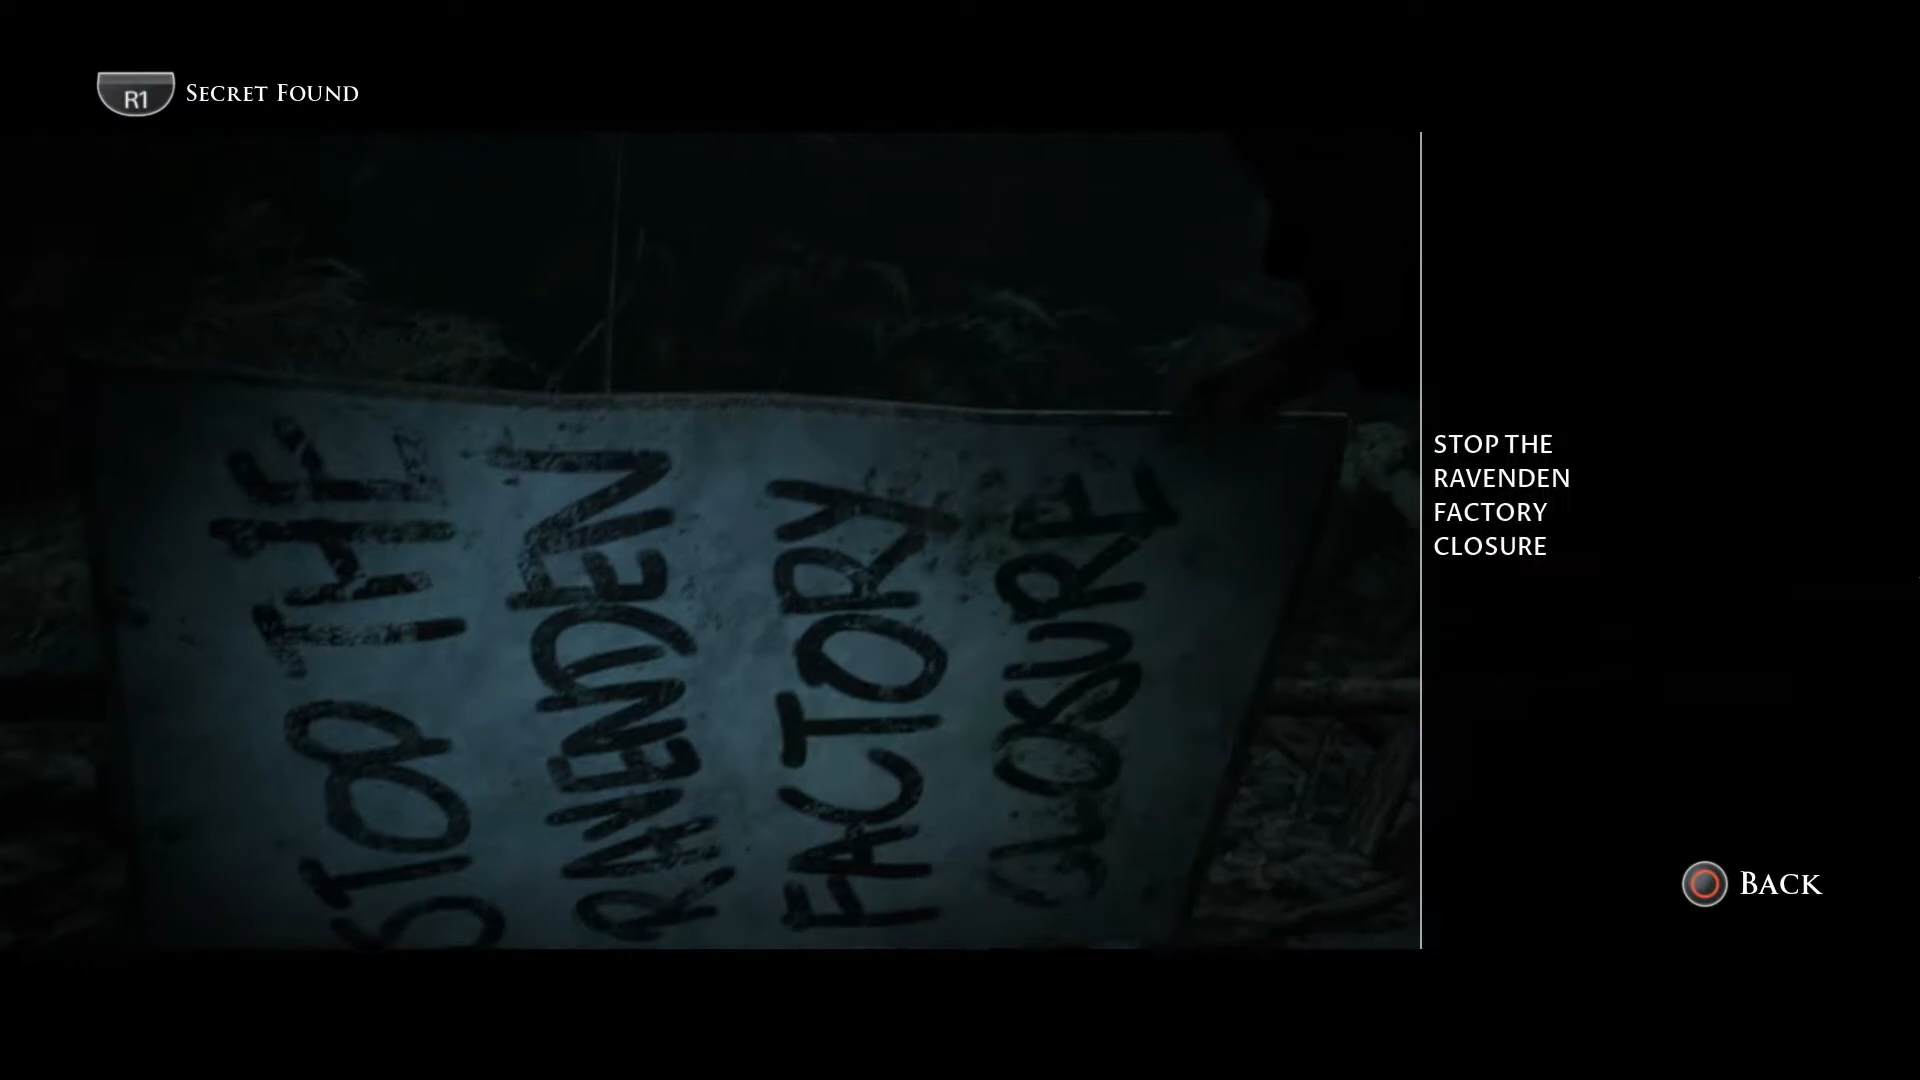 R1 SECRET FOUND
STOP THE
RAVENDEN
FACTORY
CLOSURE
STOP THE
RAVENDEN
FACTORY
CLOSURE
BACK